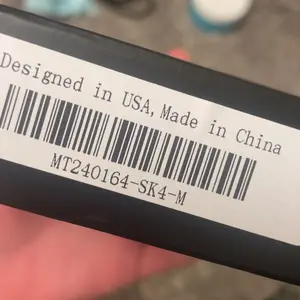 Designed in USA, Made in China
MT240164-SK4-M